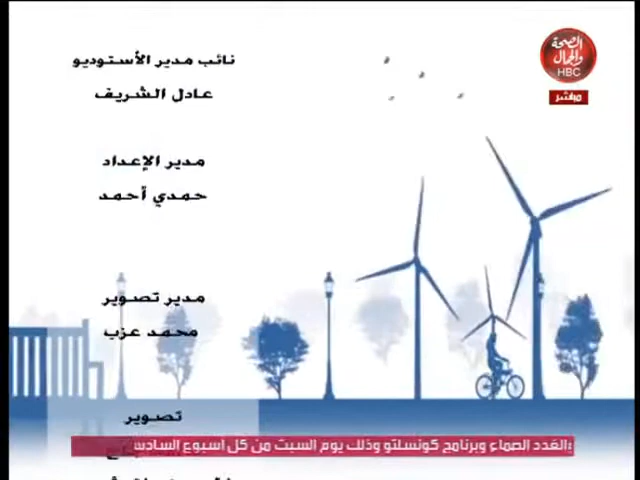 الصحة
والجمال
HBC
مباشر
نائب مدير الأستوديو
عادل الشريف
مدير الإعداد
حمدي أحمد
مدير تصوير
محمد عزب
تصوير
الغدد الصماء وبرنامج كونسلتو وذلك يوم السبت من كل اسبوع السادس